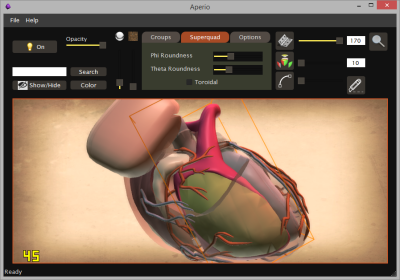 Aperio
File Help
On
Opacity
Groups Superquad Options
Phi Roundness
Theta Roundness
Toroidal
170
10
Search
Show/Hide Color
45
Ready